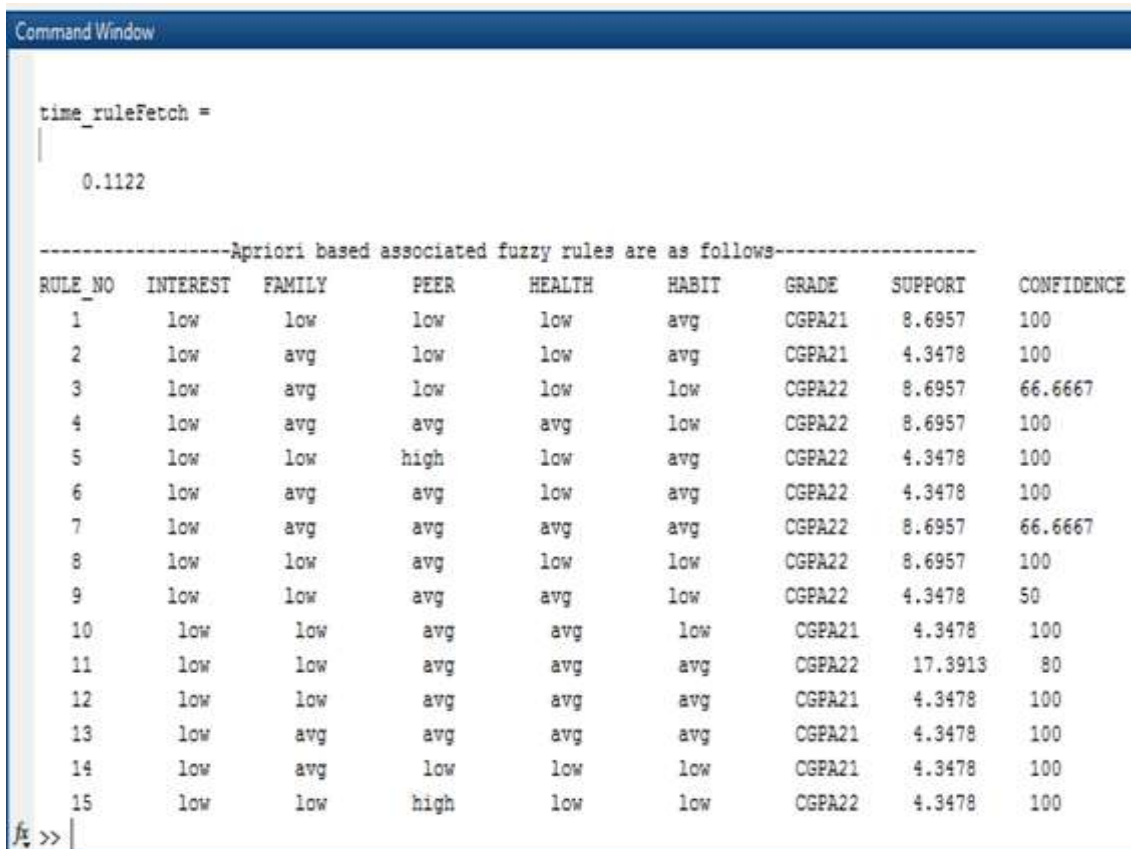 Command Window
time_ruleFetch =
0.1122
------------------Apriori based associated fuzzy rules are as follows-------------------
RULE_NO INTEREST FAMILY PEER HEALTH HABIT GRADE SUPPORT CONFIDENCE
1 low low low low avg CGPA21 8.6957 100
2 low avg low low avg CGPA21 4.3478 100
3 low avg low low low CGPA22 8.6957 66.6667
4 low avg avg avg low CGPA22 8.6957 100
5 low low high low avg CGPA22 4.3478 100
6 low avg avg low avg CGPA22 4.3478 100
7 low avg avg avg avg CGPA22 8.6957 66.6667
8 low low avg low low CGPA22 8.6957 100
9 low low avg avg low CGPA22 4.3478 50
10 low low avg avg low CGPA21 4.3478 100
11 low low avg avg avg CGPA22 17.3913 80
12 low low avg avg avg CGPA21 4.3478 100
13 low avg avg avg avg CGPA21 4.3478 100
14 low avg low low low CGPA21 4.3478 100
15 low low high low low CGPA22 4.3478 100
fx >>